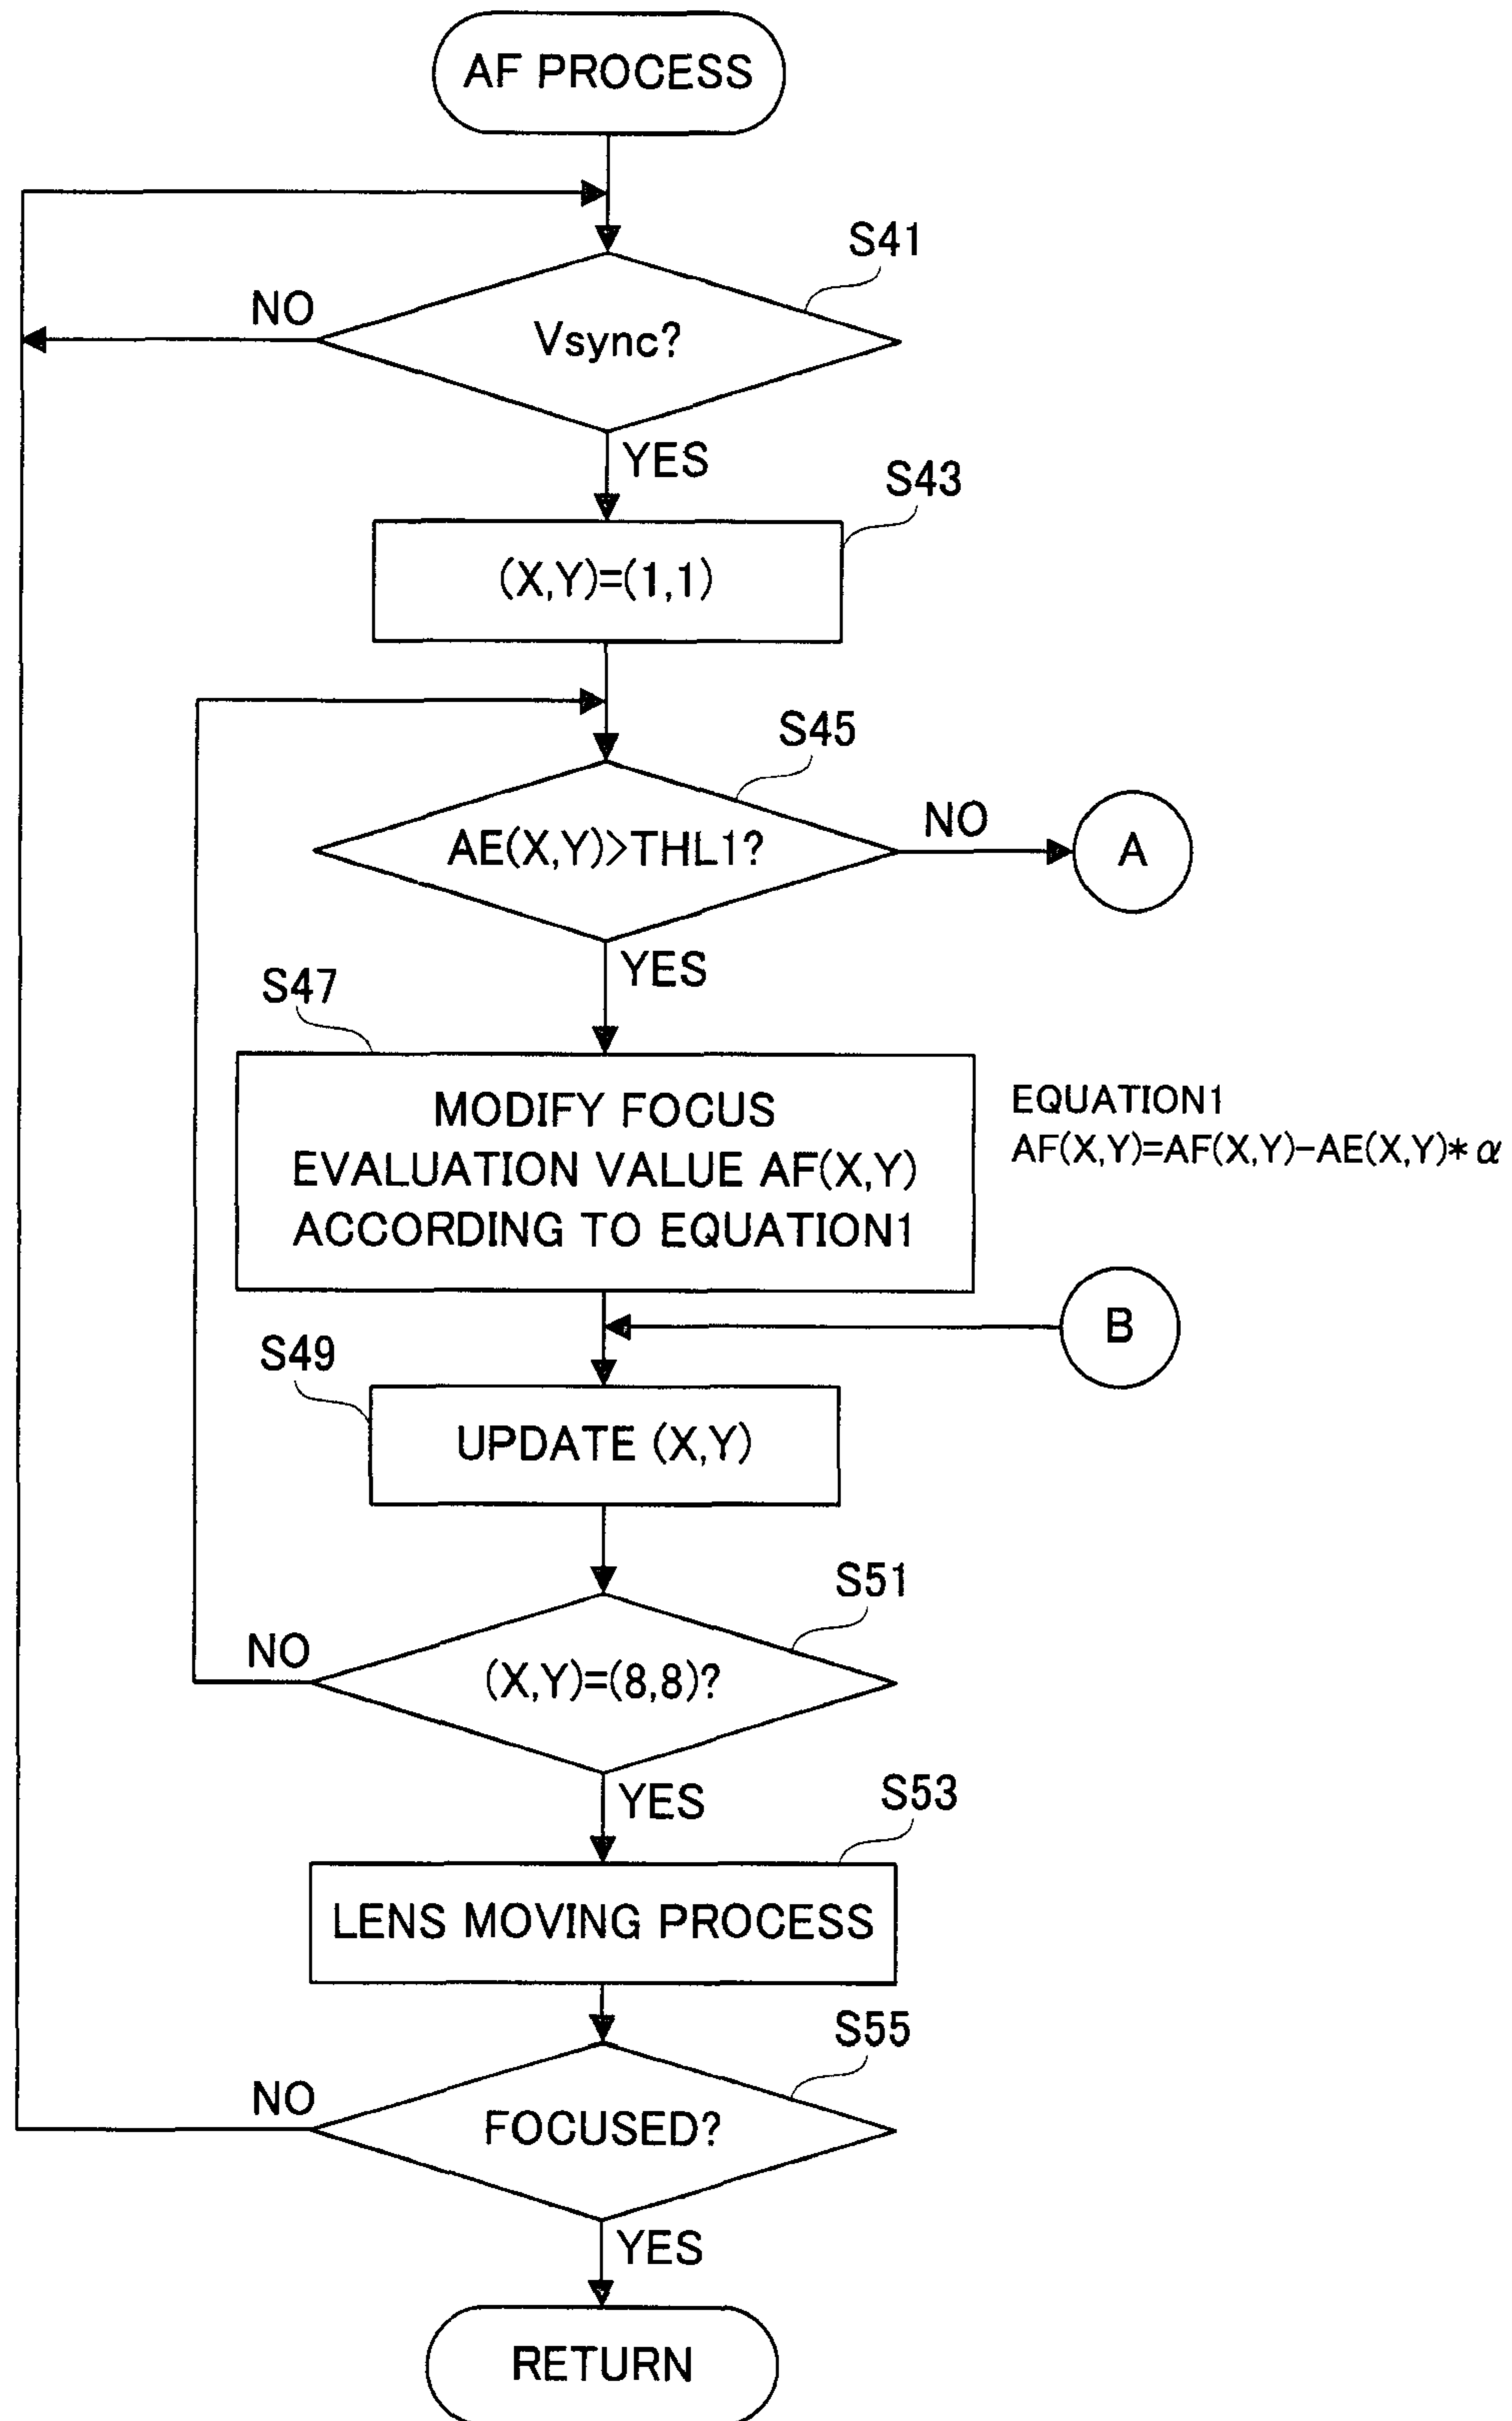 AF PROCESS
S41
NO
Vsync?
YES
S43
(X,Y)=(1,1)
S45
AE(X,Y)>THL1?
NO
A
YES
S47
MODIFY FOCUS
EVALUATION VALUE AF(X,Y)
ACCORDING TO EQUATION1
EQUATION1
AF(X,Y)=AF(X,Y)-AE(X,Y)*α
B
S49
UPDATE (X,Y)
S51
NO
(X,Y)=(8,8)?
YES
S53
LENS MOVING PROCESS
S55
NO
FOCUSED?
YES
RETURN